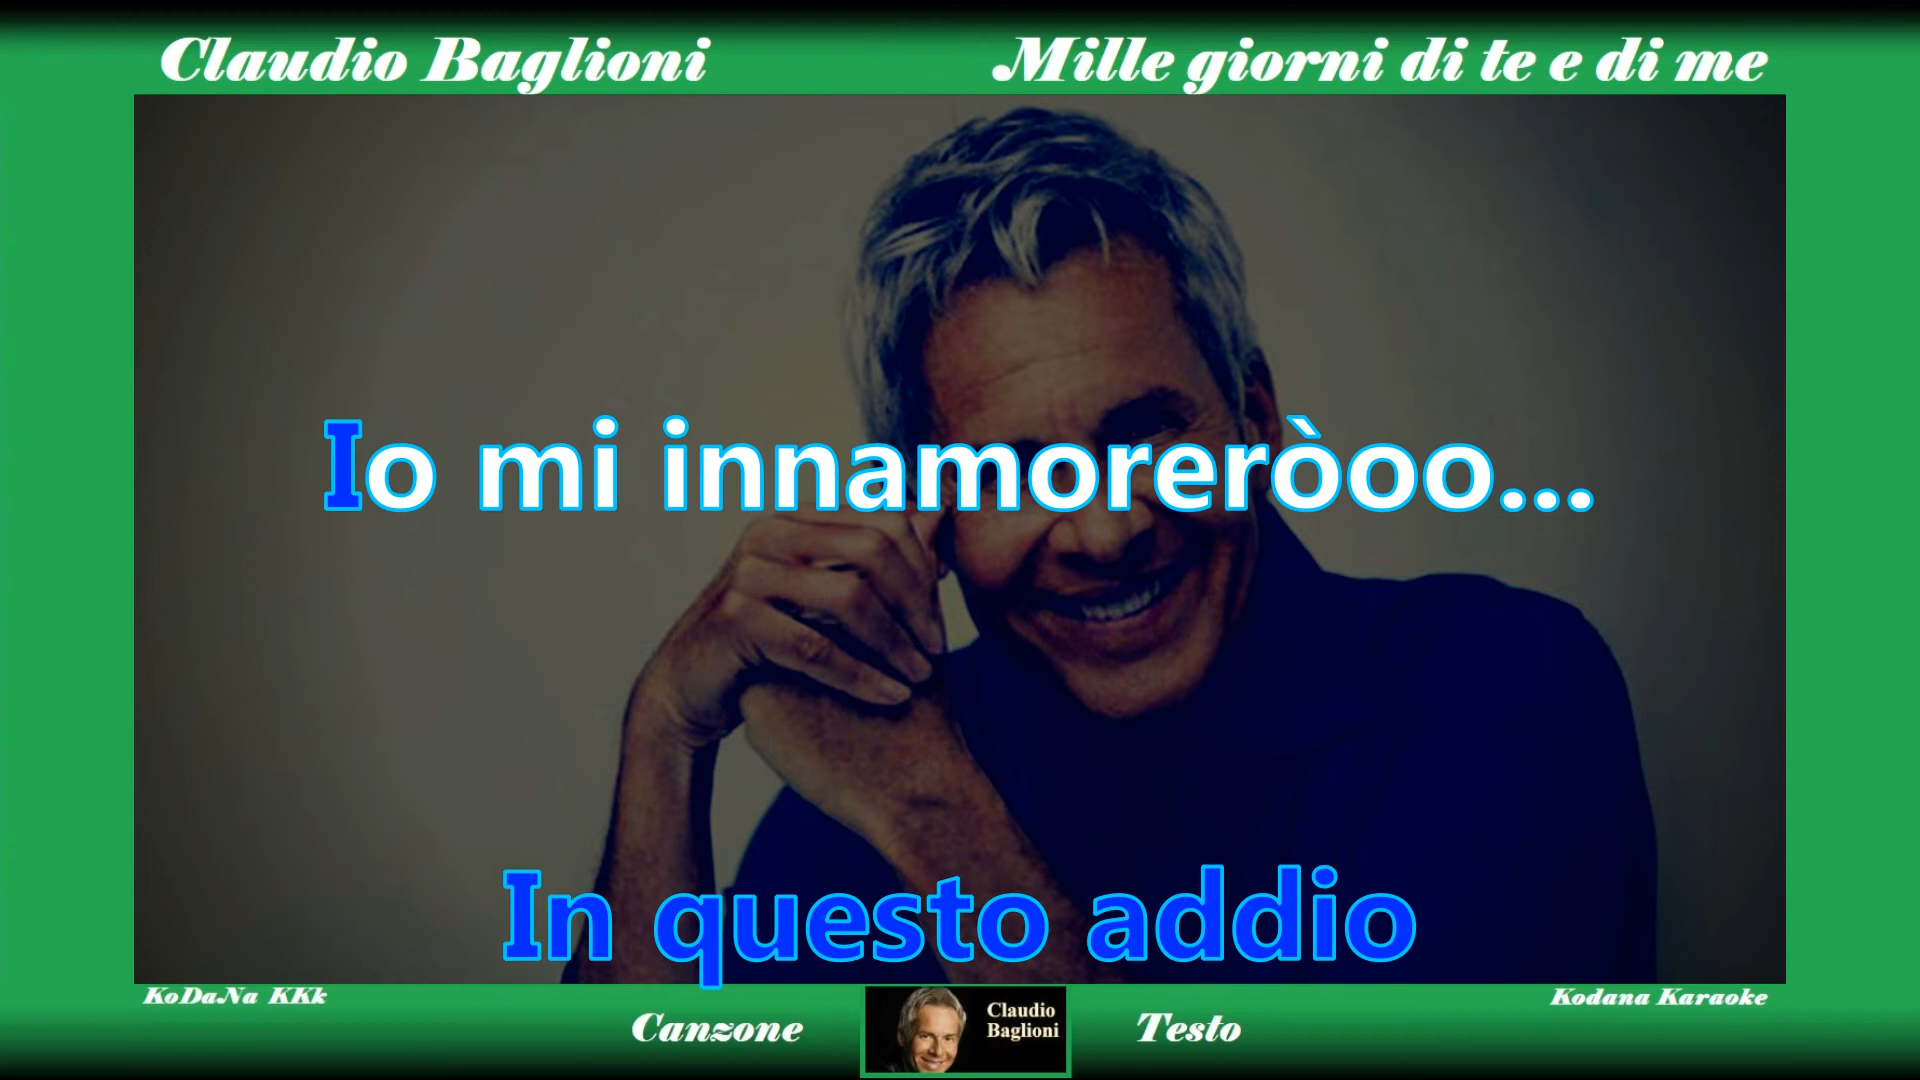 Claudio Baglioni
Mille giorni di te e di me
Io mi innameròoo...
In questo addio
KoDaNa KKk
Kodana Karaoke
Canzone
Claudio
Baglioni
Testo